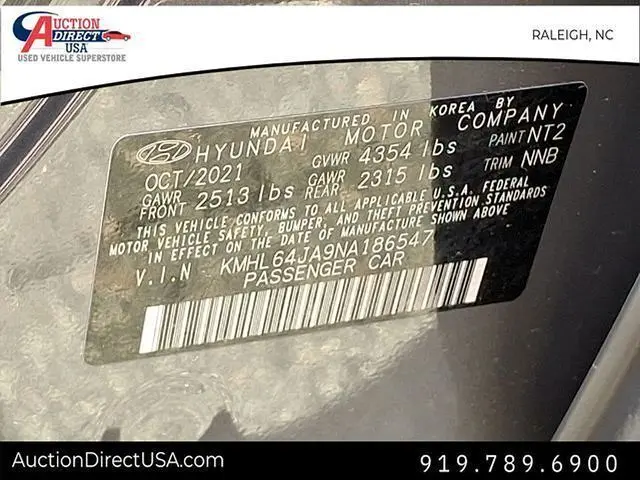 AUCTION
DIRECT
USA
USED VEHICLE SUPERSTORE
RALEIGH, NC
MANUFACTURED IN KOREA BY
HYUNDAI MOTOR COMPANY
OCT/2021 GVWR 4354 lbs PAINT NT2
GAWR FRONT 2513 lbs GAWR REAR 2315 lbs TRIM NNB
THIS VEHICLE CONFORMS TO ALL APPLICABLE U.S.A. FEDERAL
MOTOR VEHICLE SAFETY, BUMPER, AND THEFT PREVENTION
STANDARDS IN EFFECT ON THE DATE OF MANUFACTURE SHOWN ABOVE
V.I.N KMHL64JA9NA186547
PASSENGER CAR
AuctionDirectUSA.com
919.789.6900